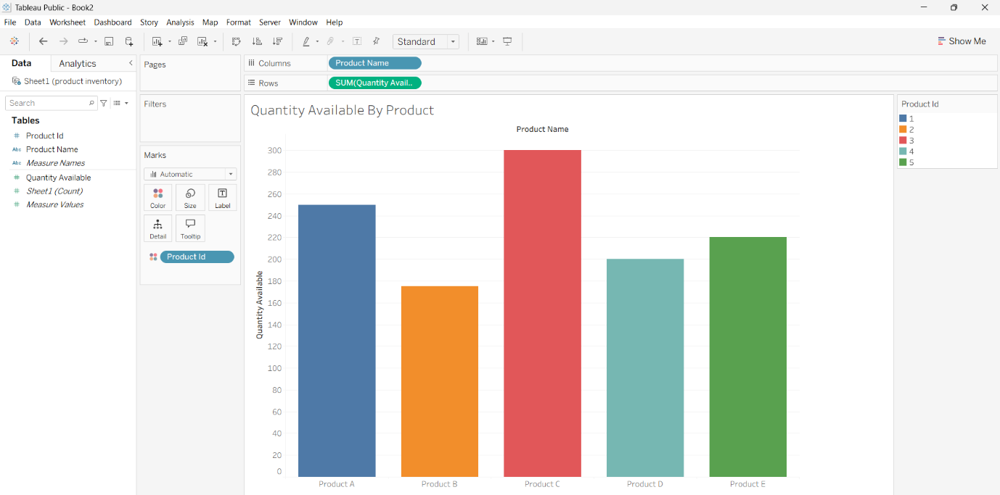 Tableau Public - Book2
File Data Worksheet Dashboard Story Analysis Map Format Server Window Help
Standard
Show Me
Data Analytics
Sheet1 (product inventory)
Search
Tables
# Product Id
Abc Product Name
Abc Measure Names
# Quantity Available
# Sheet1 (Count)
# Measure Values
Pages
Filters
Marks
Automatic
Color Size Label
Detail Tooltip
Product Id
Columns Product Name
Rows SUM(Quantity Avail..
Quantity Available By Product
Product Name
Quantity Available
300
280
260
240
220
200
180
160
140
120
100
80
60
40
20
0
Product A Product B Product C Product D Product E
Product Id
1
2
3
4
5